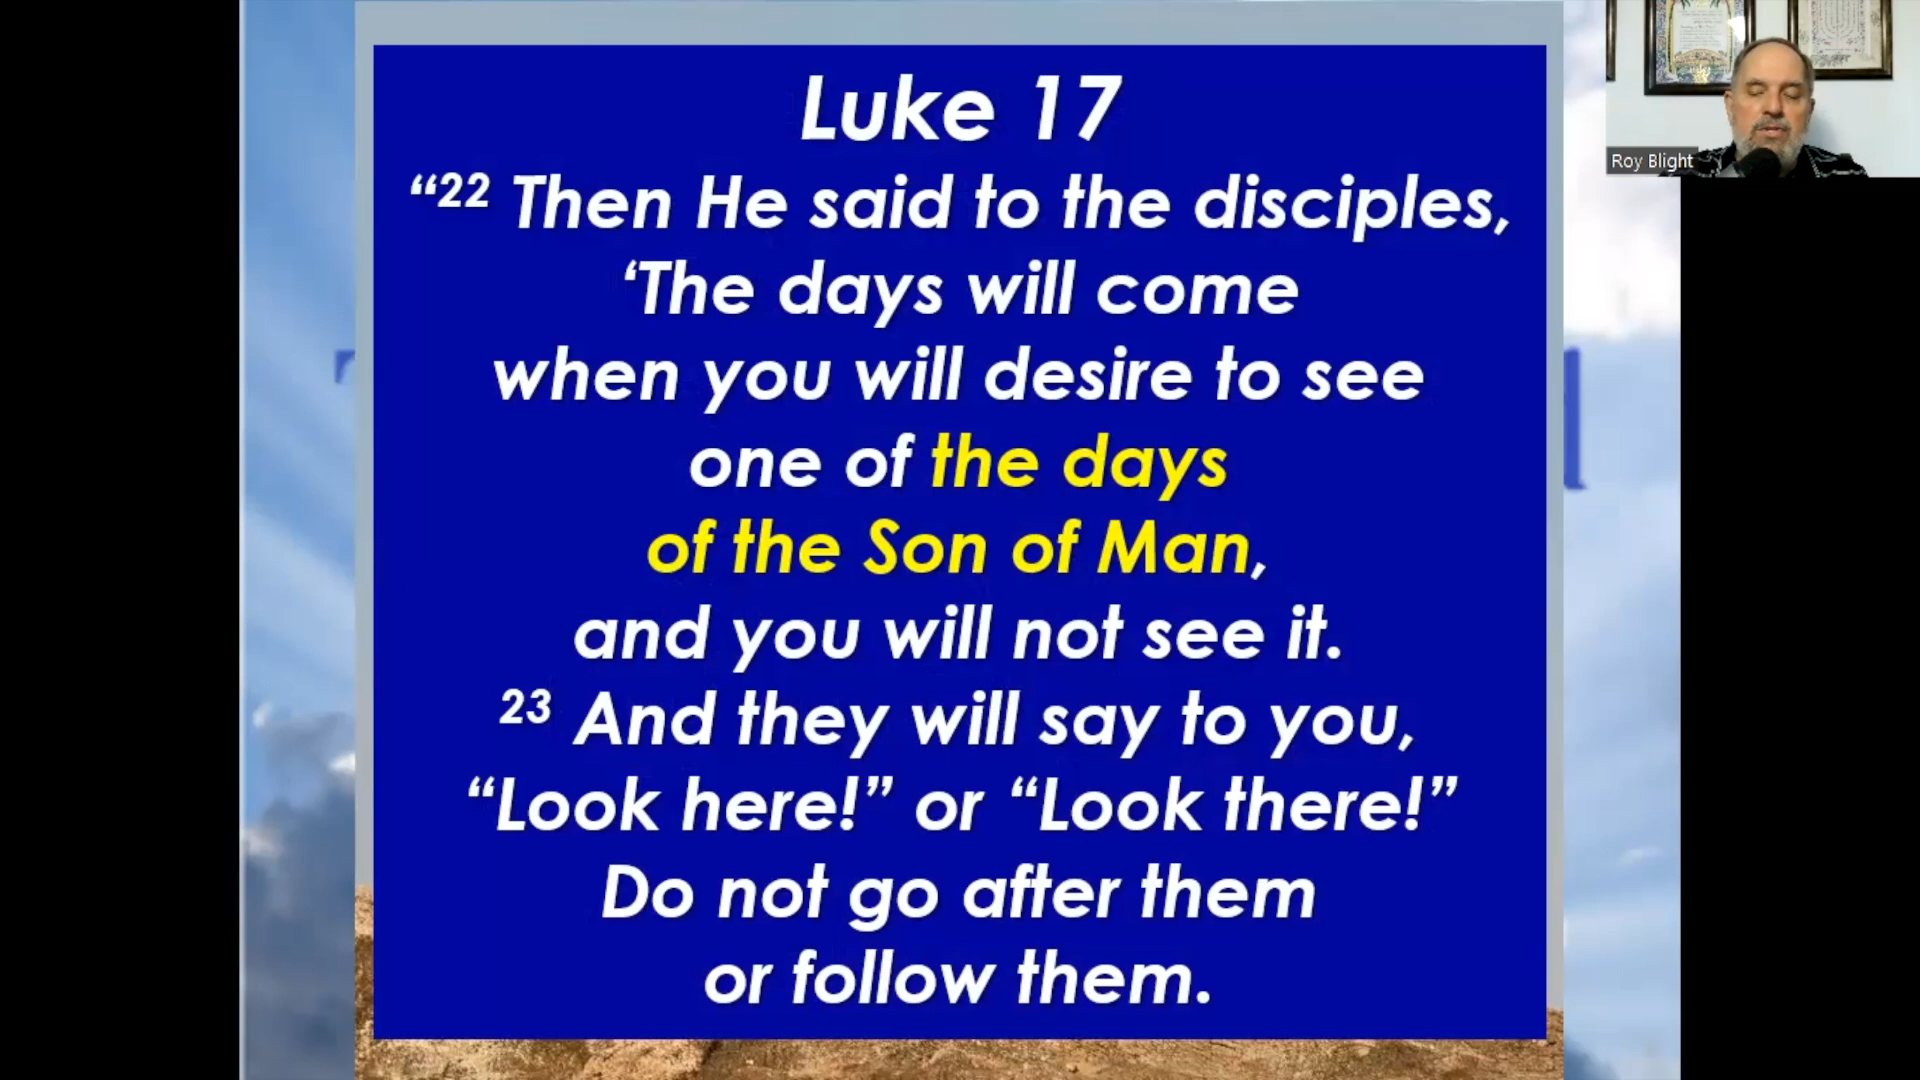 Luke 17
“22 Then He said to the disciples,
‘The days will come
when you will desire to see
one of the days
of the Son of Man,
and you will not see it.
23 And they will say to you,
“Look here!” or “Look there!”
Do not go after them
or follow them.
Roy Blight